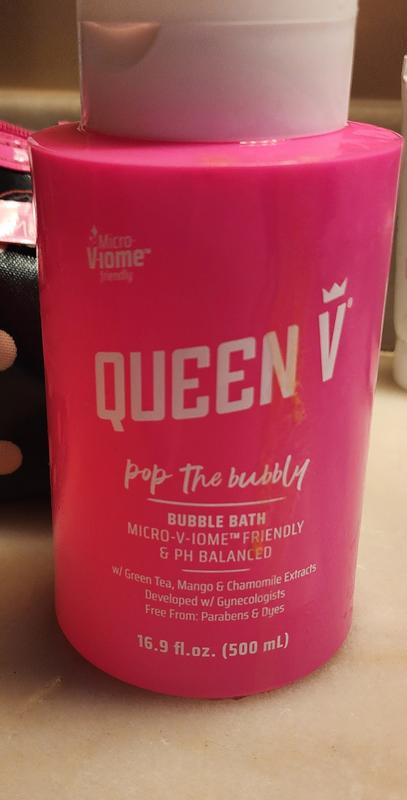 Micro-
V-iome™
friendly
QUEEN V®
pop the bubbly
BUBBLE BATH
MICRO-V-IOME™ FRIENDLY
& PH BALANCED
w/ Green Tea, Mango & Chamomile Extracts
Developed w/ Gynecologists
Free From: Parabens & Dyes
16.9 fl.oz. (500 mL)